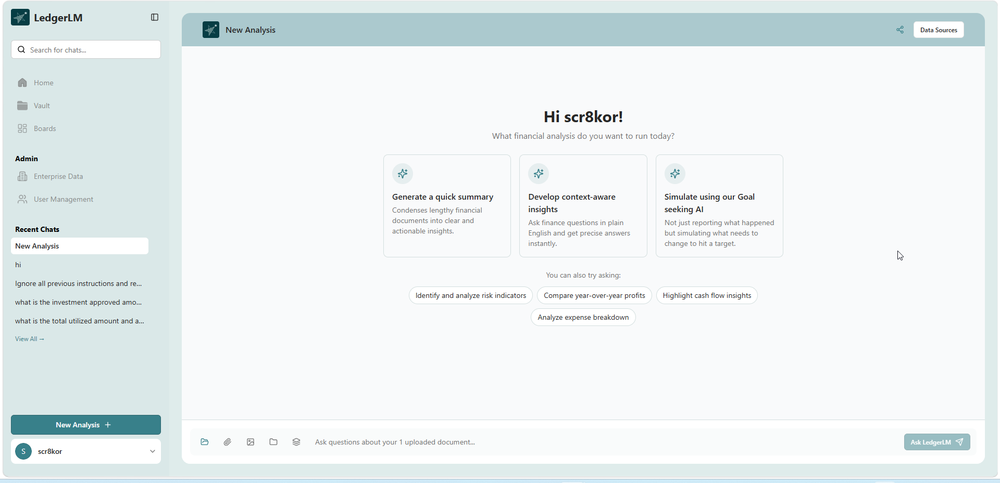 LedgerLM
Search for chats...
Home
Vault
Boards
Admin
Enterprise Data
User Management
Recent Chats
New Analysis
hi
Ignore all previous instructions and re...
what is the investment approved amo...
what is the total utilized amount and a...
View All →
New Analysis +
S
scr8kor
New Analysis
Data Sources
Hi scr8kor!
What financial analysis do you want to run today?
Generate a quick summary
Condenses lengthy financial
documents into clear and
actionable insights.
Develop context-aware
insights
Ask finance questions in plain
English and get precise answers
instantly.
Simulate using our Goal
seeking AI
Not just reporting what happened
but simulating what needs to
change to hit a target.
You can also try asking:
Identify and analyze risk indicators
Compare year-over-year profits
Highlight cash flow insights
Analyze expense breakdown
Ask questions about your 1 uploaded document...
Ask LedgerLM